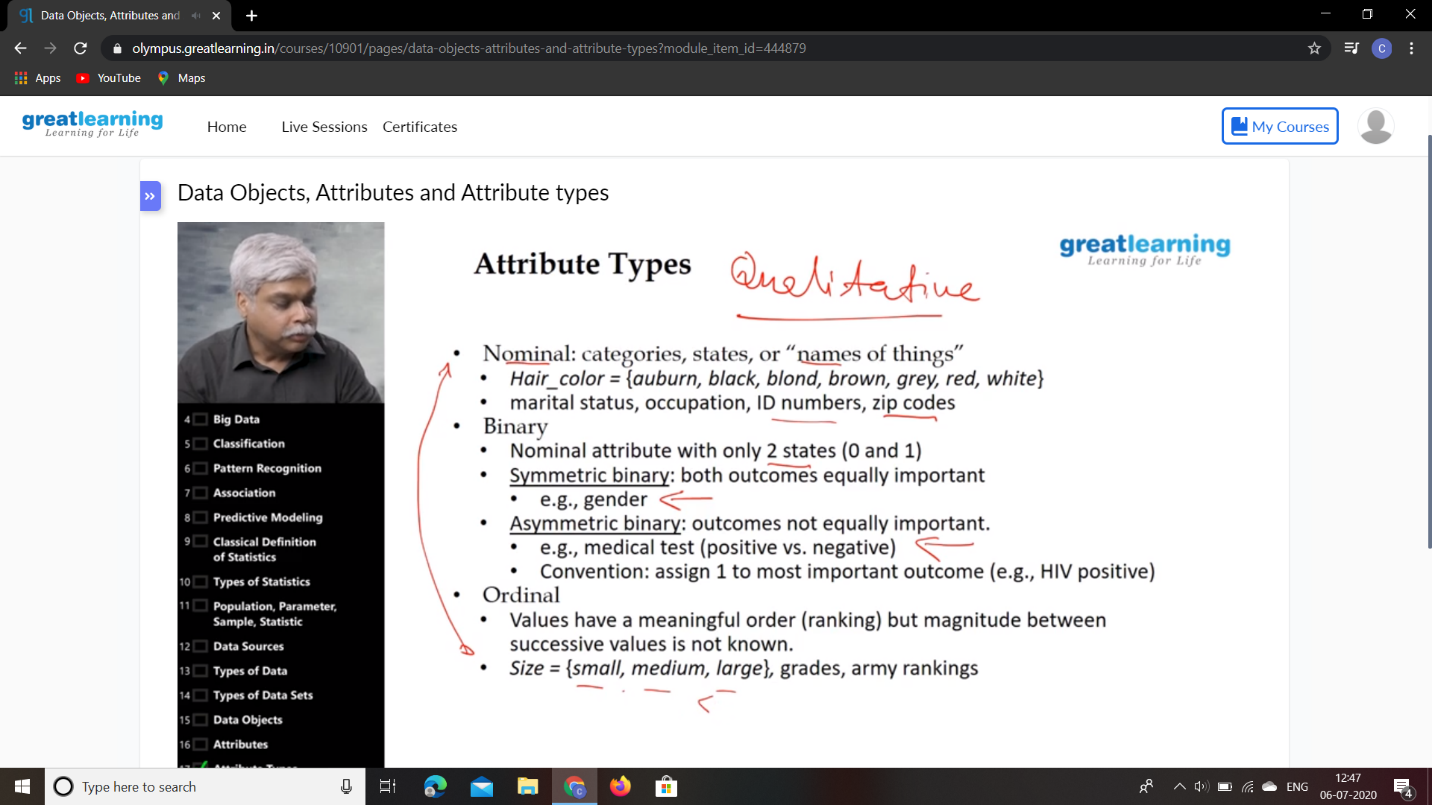 Data Objects, Attributes and
olympus.greatlearning.in/courses/10901/pages/data-objects-attributes-and-attribute-types?module_item_id=444879
C
Apps YouTube Maps
greatlearning
Learning for Life
Home Live Sessions Certificates
My Courses
Data Objects, Attributes and Attribute types
Attribute Types
Qualitative
greatlearning
Learning for Life
• Nominal: categories, states, or “names of things”
• Hair_color = {auburn, black, blond, brown, grey, red, white}
• marital status, occupation, ID numbers, zip codes
• Binary
• Nominal attribute with only 2 states (0 and 1)
• Symmetric binary: both outcomes equally important
• e.g., gender
• Asymmetric binary: outcomes not equally important.
• e.g., medical test (positive vs. negative)
• Convention: assign 1 to most important outcome (e.g., HIV positive)
• Ordinal
• Values have a meaningful order (ranking) but magnitude between
successive values is not known.
• Size = {small, medium, large}, grades, army rankings
4 Big Data
5 Classification
6 Pattern Recognition
7 Association
8 Predictive Modeling
9 Classical Definition
of Statistics
10 Types of Statistics
11 Population, Parameter,
Sample, Statistic
12 Data Sources
13 Types of Data
14 Types of Data Sets
15 Data Objects
16 Attributes
17 Attribute Types
Type here to search
ENG
12:47
06-07-2020
4